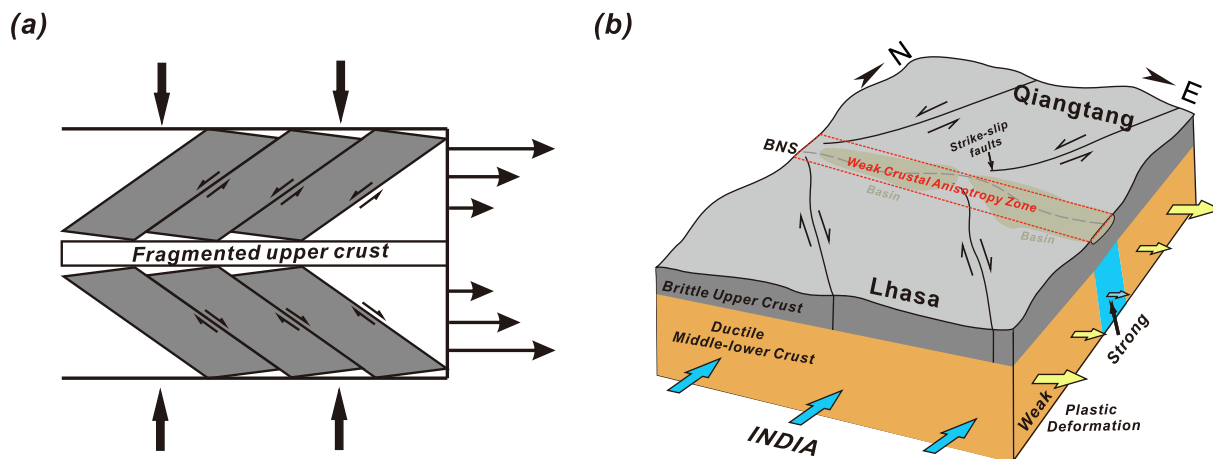 (a)
Fragmented upper crust
(b)
N
E
Qiangtang
Strike-slip
faults
BNS
Weak Crustal Anisotropy Zone
Basin
Basin
Lhasa
Brittle Upper Crust
Ductile
Middle-lower Crust
Strong
Weak
Plastic
Deformation
INDIA